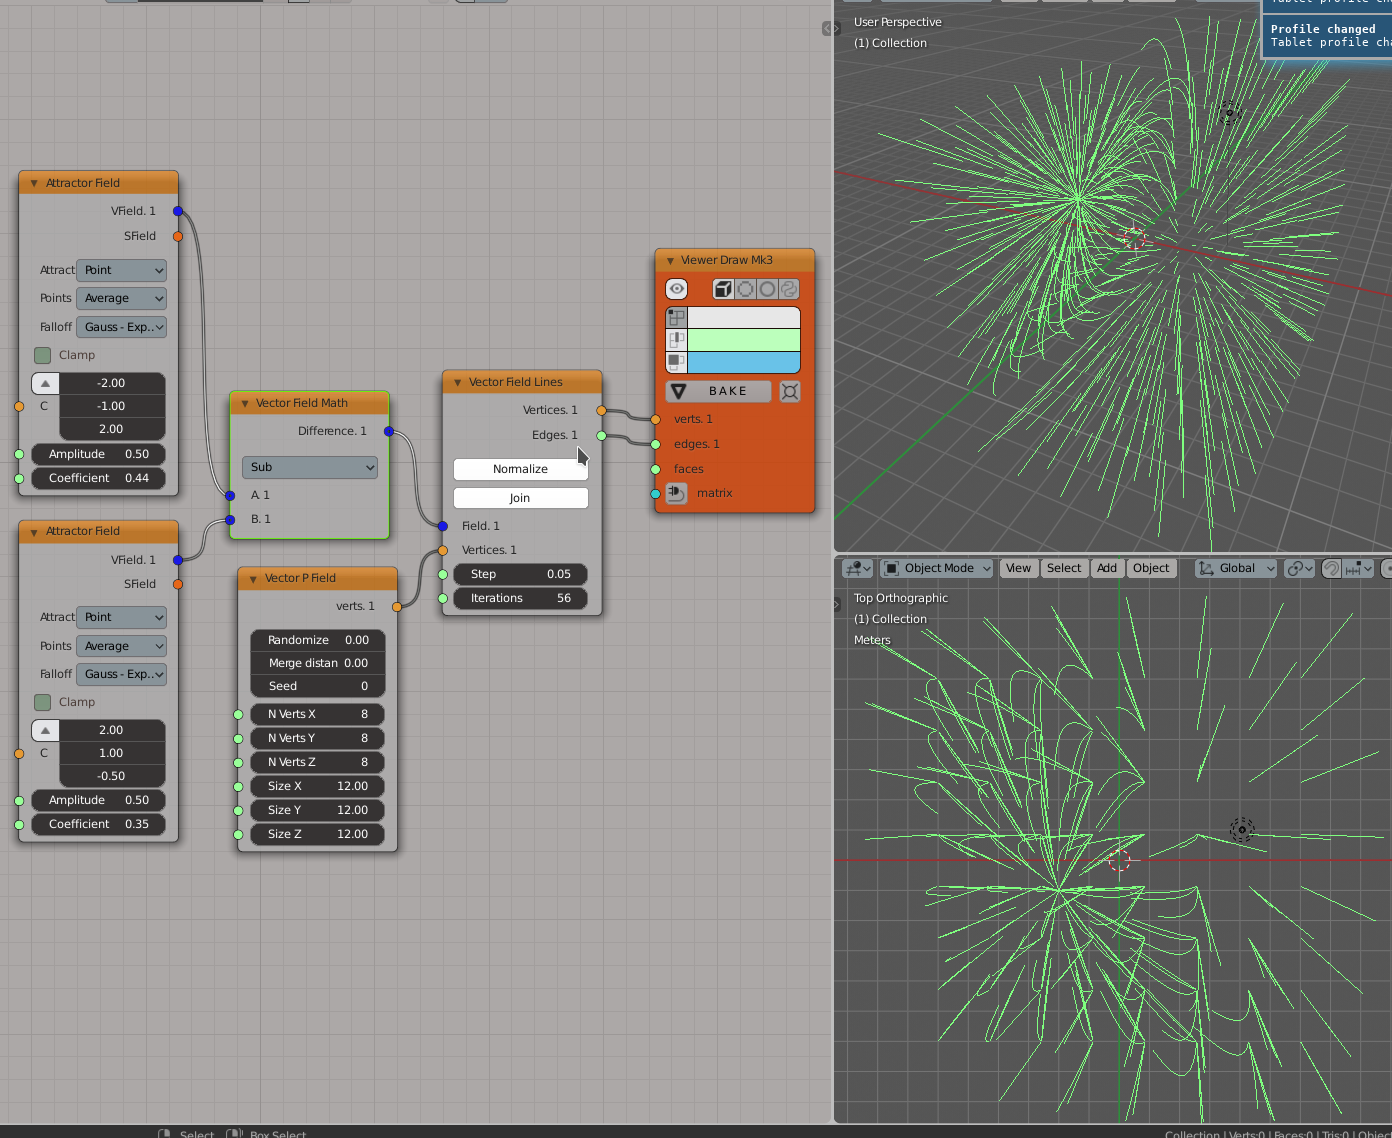 Attractor Field
VField. 1
SField
Attract Point
Points Average
Falloff Gauss - Exp..
Clamp
-2.00
C -1.00
2.00
Amplitude 0.50
Coefficient 0.44
Attractor Field
VField. 1
SField
Attract Point
Points Average
Falloff Gauss - Exp..
Clamp
2.00
C 1.00
-0.50
Amplitude 0.50
Coefficient 0.35
Vector Field Math
Difference. 1
Sub
A. 1
B. 1
Vector P Field
verts. 1
Randomize 0.00
Merge distan 0.00
Seed 0
N Verts X 8
N Verts Y 8
N Verts Z 8
Size X 12.00
Size Y 12.00
Size Z 12.00
Vector Field Lines
Vertices. 1
Edges. 1
Normalize
Join
Field. 1
Vertices. 1
Step 0.05
Iterations 56
Viewer Draw Mk3
BAKE
verts. 1
edges. 1
faces
matrix
User Perspective
(1) Collection
Tablet profile cha
Profile changed
Tablet profile cha
Object Mode View Select Add Object Global
Top Orthographic
(1) Collection
Meters
Select Box Select
Collection | Verts:0 | Faces:0 | Tris:0 | Object